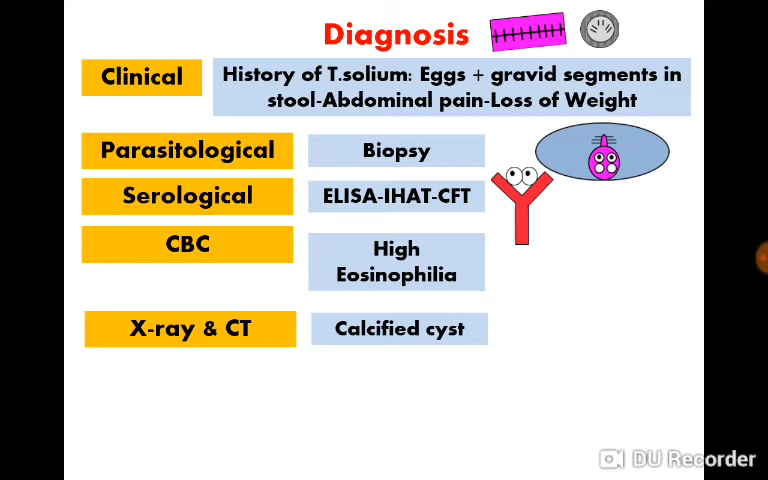 Diagnosis
Clinical
History of T.solium: Eggs + gravid segments in
stool-Abdominal pain-Loss of Weight
Parasitological
Biopsy
Serological
ELISA-IHAT-CFT
CBC
High
Eosinophilia
X-ray & CT
Calcified cyst
DU Recorder